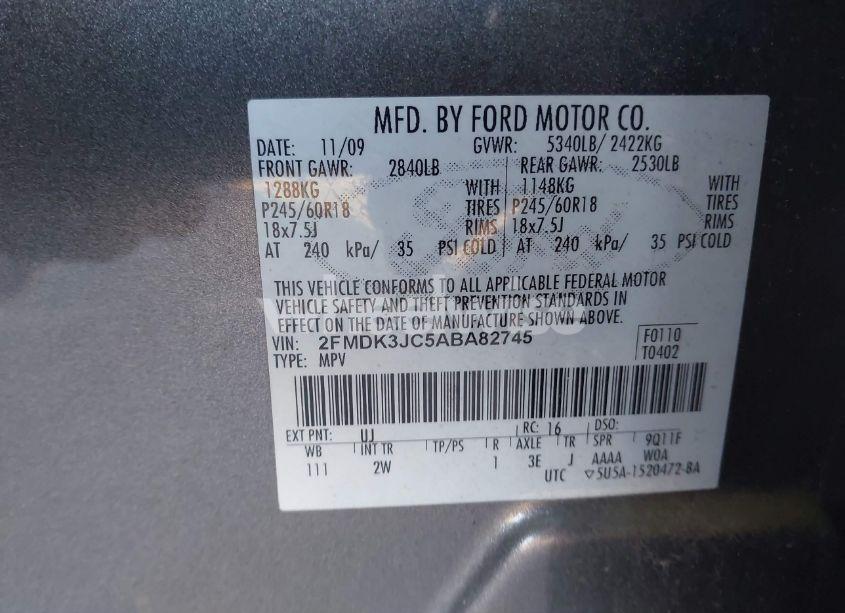 MFD. BY FORD MOTOR CO.
DATE: 11/09 GVWR: 5340LB/ 2422KG
FRONT GAWR: 2840LB REAR GAWR: 2530LB
1288KG WITH 1148KG WITH
P245/60R18 TIRES P245/60R18 TIRES
18x7.5J RIMS 18x7.5J RIMS
AT 240 kPa/ 35 PSI COLD AT 240 kPa/ 35 PSI COLD
THIS VEHICLE CONFORMS TO ALL APPLICABLE FEDERAL MOTOR
VEHICLE SAFETY AND THEFT PREVENTION STANDARDS IN
EFFECT ON THE DATE OF MANUFACTURE SHOWN ABOVE.
VIN: 2FMDK3JC5ABA82745 F0110
TYPE: MPV T0402
EXT PNT: UJ RC: 16 DSO:
WB INT TR TP/PS R AXLE TR SPR 9Q11F
111 2W 1 3E J AAAA WOA
UTC ▽5U5A-1520472-BA